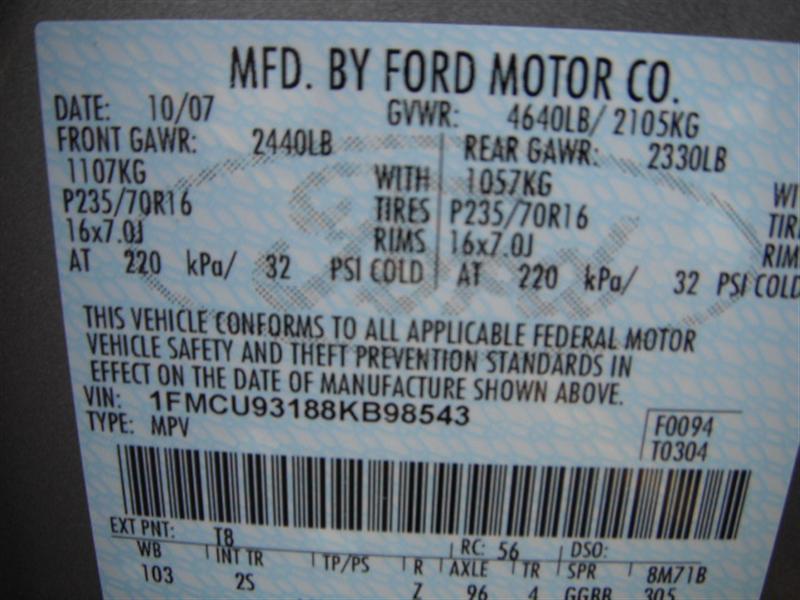 MFD. BY FORD MOTOR CO.
DATE: 10/07 GVWR: 4640LB/ 2105KG
FRONT GAWR: 2440LB REAR GAWR: 2330LB
1107KG WITH 1057KG WI
P235/70R16 TIRES P235/70R16 TIR
16x7.0J RIMS 16x7.0J RIM
AT 220 kPa/ 32 PSI COLD AT 220 kPa/ 32 PSI COLD
THIS VEHICLE CONFORMS TO ALL APPLICABLE FEDERAL MOTOR
VEHICLE SAFETY AND THEFT PREVENTION STANDARDS IN
EFFECT ON THE DATE OF MANUFACTURE SHOWN ABOVE.
VIN: 1FMCU93188KB98543
TYPE: MPV F0094
T0304
EXT PNT: T8 RC: 56 DSO:
WB INT TR TP/PS R AXLE TR SPR 8M71B
103 2S Z 96 4 GGBB 305